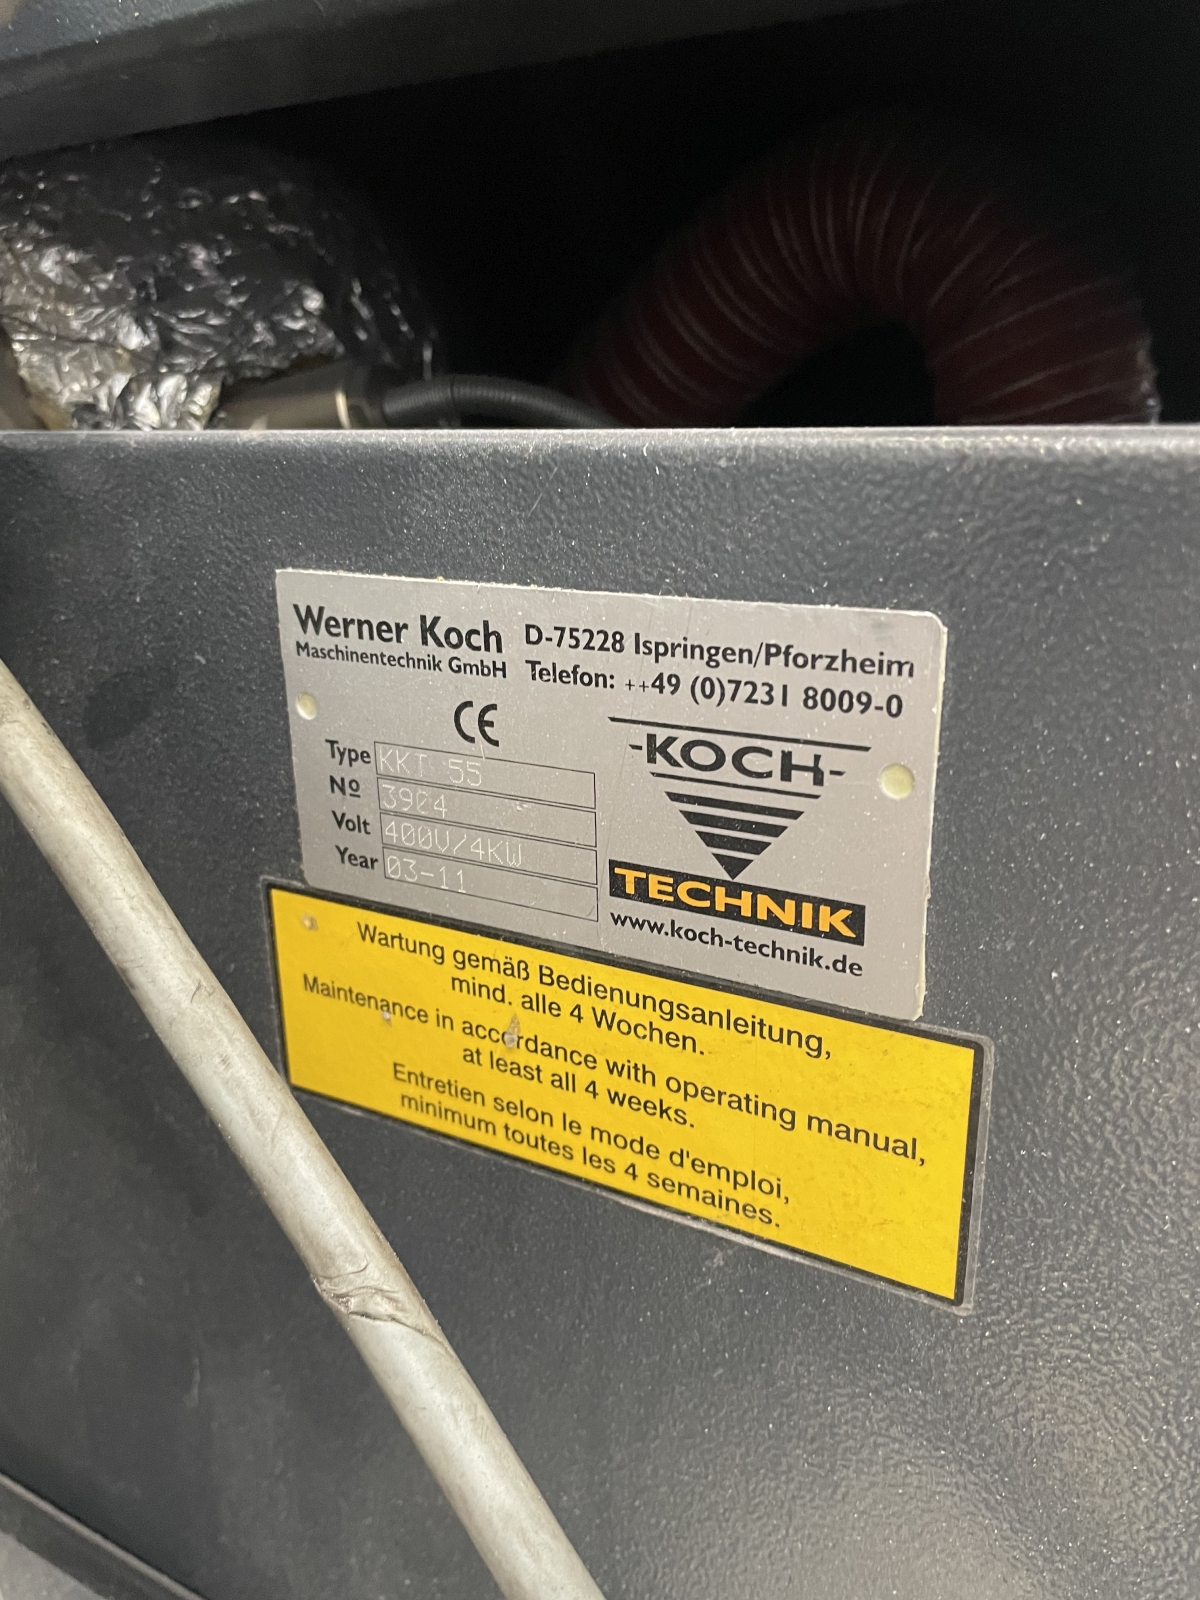 Werner Koch
Maschinentechnik GmbH
D-75228 Ispringen/Pforzheim
Telefon: ++49 (0)7231 8009-0
CE
Type KKT 55
Nº 3904
Volt 400V/4KW
Year 03-11
-KOCH-
TECHNIK
www.koch-technik.de
Wartung gemäß Bedienungsanleitung,
mind. alle 4 Wochen.
Maintenance in accordance with operating manual,
at least all 4 weeks.
Entretien selon le mode d'emploi,
minimum toutes les 4 semaines.